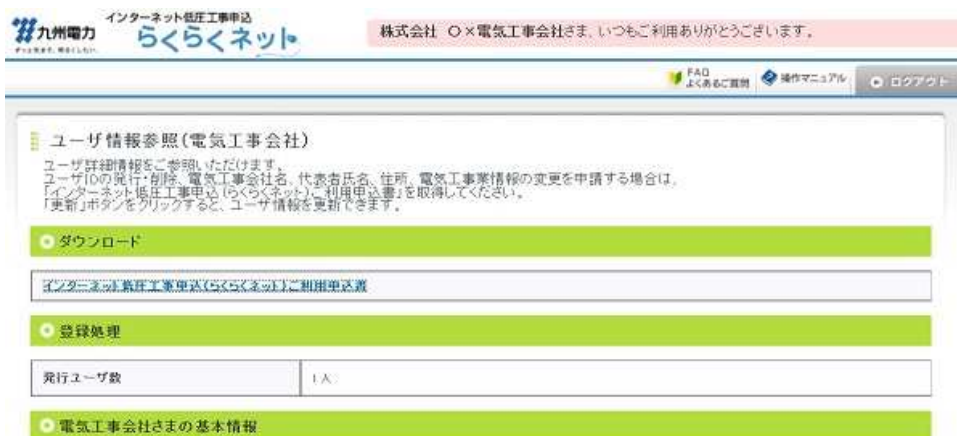 インターネット低圧工事申込
九州電力
らくらくネット
株式会社 ○×電気工事会社さま、いつもご利用ありがとうございます。
FAQ
よくあるご質問
操作マニュアル
ログアウト
ユーザ情報参照(電気工事会社)
ユーザ詳細情報をご参照いただけます。
ユーザIDの発行・削除、電気工事会社名、代表者氏名、住所、電気工事業情報の変更を申請する場合は、
「インターネット低圧工事申込(らくらくネット)ご利用申込書」を取得してください。
「更新」ボタンをクリックすると、ユーザ情報を更新できます。
ダウンロード
インターネット低圧工事申込(らくらくネット)ご利用申込書
登録処理
発行ユーザ数
1人
電気工事会社さまの基本情報